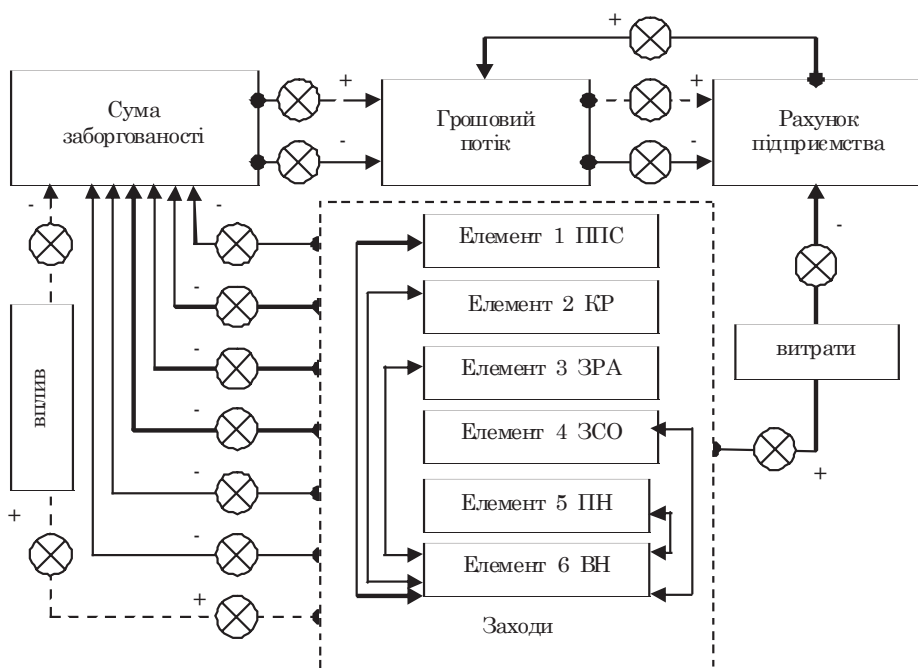 +
Сума
заборгованості
+
-
Грошовий
потік
+
-
Рахунок
підприємства
-
-
-
Елемент 1 ППС
-
Елемент 2 КР
витрати
-
Елемент 3 ЗРА
вплив
-
Елемент 4 ЗСО
+
-
Елемент 5 ПН
+
-
Елемент 6 ВН
+
Заходи